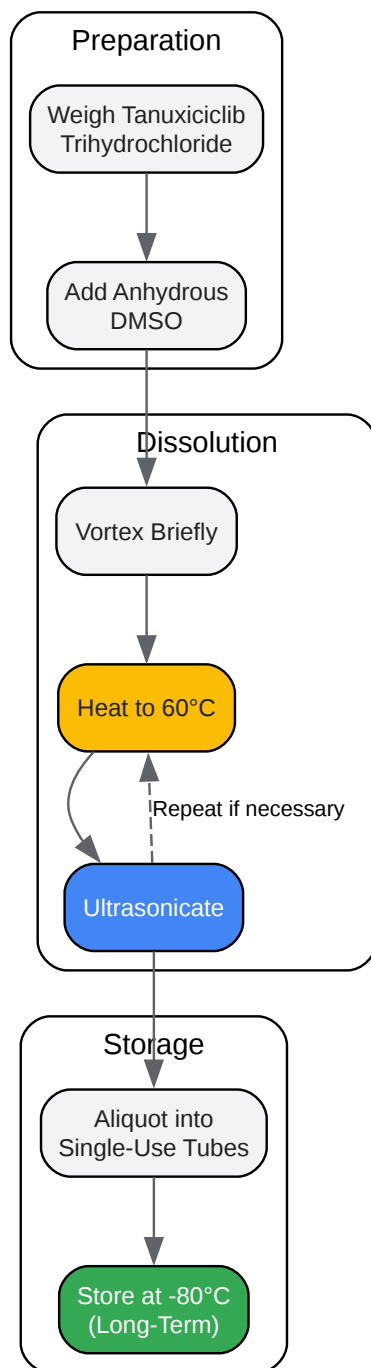 Preparation
Weigh Tanuxiciclib
Trihydrochloride
Add Anhydrous
DMSO
Dissolution
Vortex Briefly
Heat to 60°C
Repeat if necessary
Ultrasonicate
Storage
Aliquot into
Single-Use Tubes
Store at -80°C
(Long-Term)